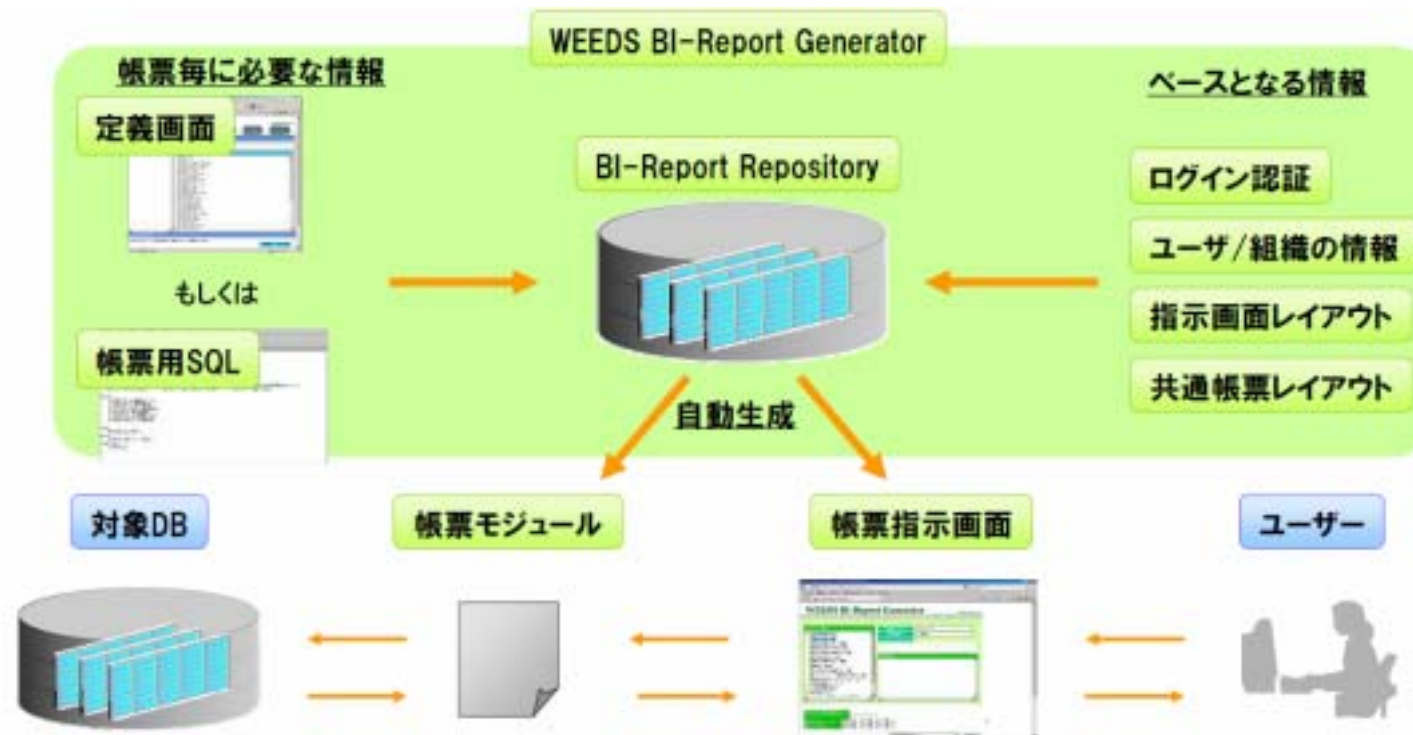 WEEDS BI-Report Generator
帳票毎に必要な情報
定義画面
もしくは
帳票用SQL
BI-Report Repository
自動生成
ベースとなる情報
ログイン認証
ユーザ/組織の情報
指示画面レイアウト
共通帳票レイアウト
対象DB
帳票モジュール
帳票指示画面
ユーザー
WEEDS BI-Report Generator